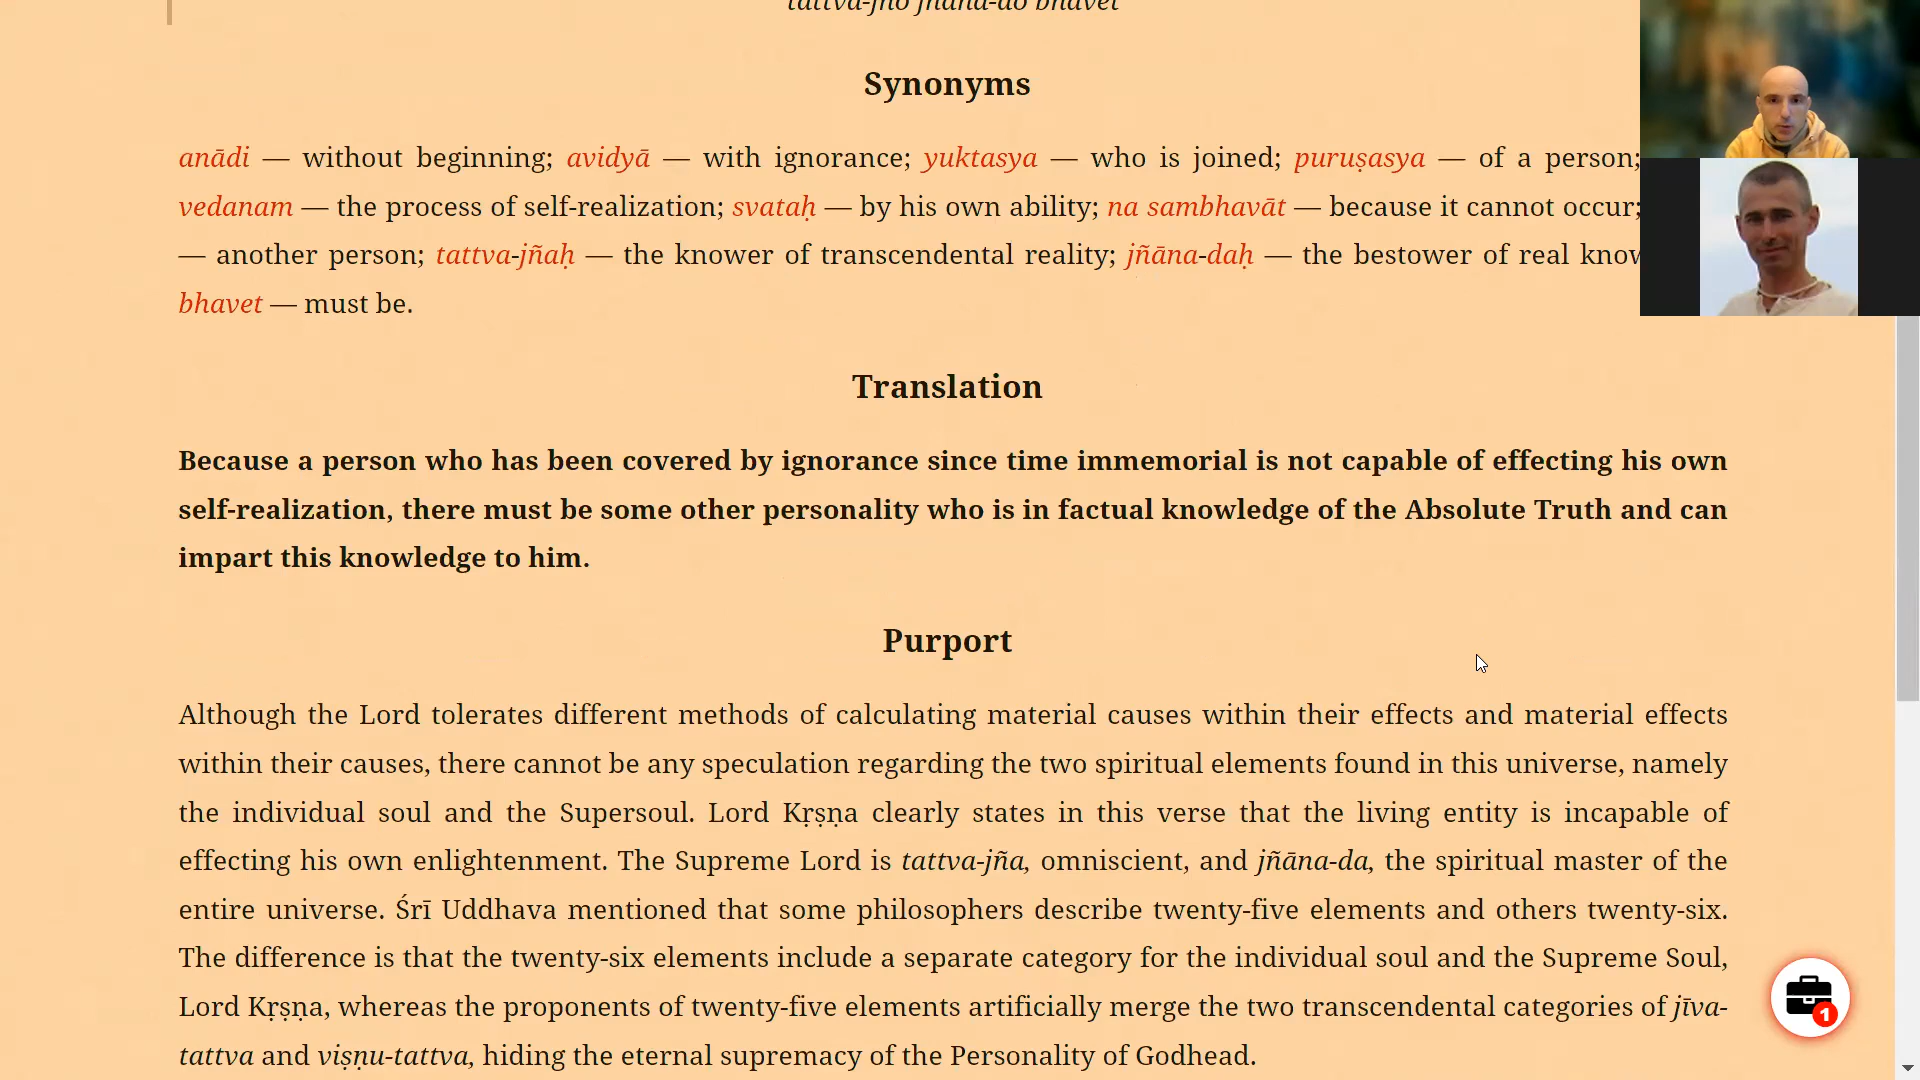 tattva-jño jñāna-do bhavet
Synonyms
anādi — without beginning; avidyā — with ignorance; yuktasya — who is joined; puruṣasya — of a person;
vedanam — the process of self-realization; svataḥ — by his own ability; na sambhavāt — because it cannot occur;
— another person; tattva-jñaḥ — the knower of transcendental reality; jñāna-daḥ — the bestower of real know
bhavet — must be.
Translation
Because a person who has been covered by ignorance since time immemorial is not capable of effecting his own
self-realization, there must be some other personality who is in factual knowledge of the Absolute Truth and can
impart this knowledge to him.
Purport
Although the Lord tolerates different methods of calculating material causes within their effects and material effects
within their causes, there cannot be any speculation regarding the two spiritual elements found in this universe, namely
the individual soul and the Supersoul. Lord Kṛṣṇa clearly states in this verse that the living entity is incapable of
effecting his own enlightenment. The Supreme Lord is tattva-jña, omniscient, and jñāna-da, the spiritual master of the
entire universe. Śrī Uddhava mentioned that some philosophers describe twenty-five elements and others twenty-six.
The difference is that the twenty-six elements include a separate category for the individual soul and the Supreme Soul,
Lord Kṛṣṇa, whereas the proponents of twenty-five elements artificially merge the two transcendental categories of jīva-
tattva and viṣṇu-tattva, hiding the eternal supremacy of the Personality of Godhead.
1